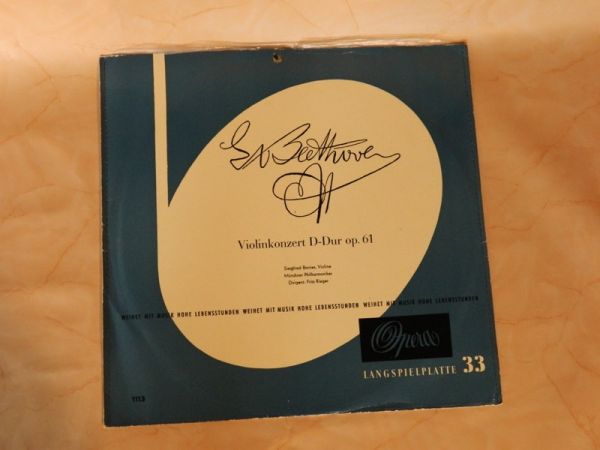 L v Beethoven
Violinkonzert D-Dur op. 61
Siegfried Borries, Violine
Münchner Philharmoniker
Dirigent: Fritz Rieger
WEIHET MIT MUSIK HOHE LEBENSSTUNDEN WEIHET MIT MUSIK HOHE LEBENSSTUNDEN WEIHET MIT MUSIK HOHE LEBENSSTUNDEN
Opera
LANGSPIELPLATTE 33
1113